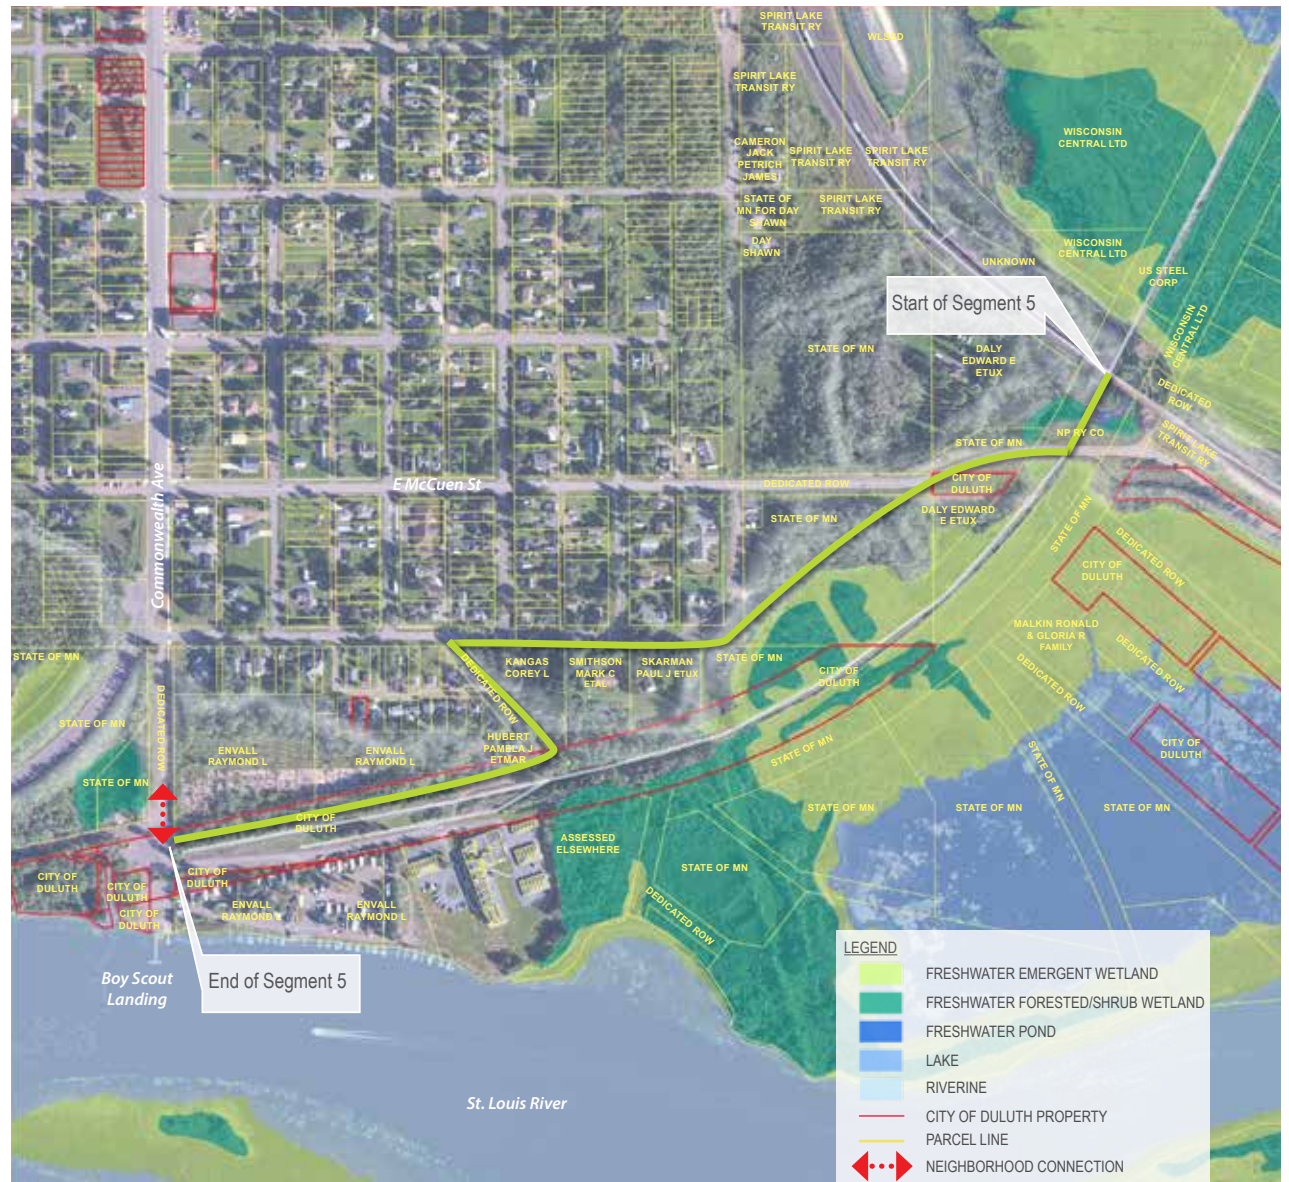 SPIRIT LAKE
TRANSIT RY
WLSSD
SPIRIT LAKE
TRANSIT RY
WISCONSIN
CENTRAL LTD
CAMERON
JACK
PETRICH
JAMES I
SPIRIT LAKE
TRANSIT RY
SPIRIT LAKE
TRANSIT RY
STATE OF
MN FOR DAY
SHAWN
SPIRIT LAKE
TRANSIT RY
DAY
SHAWN
WISCONSIN
CENTRAL LTD
UNKNOWN
US STEEL
CORP
Start of Segment 5
WISCONSIN
CENTRAL LTD
STATE OF MN
DALY
EDWARD E
ETUX
DEDICATED
ROW
NP RY CO
SPIRIT LAKE
TRANSIT RY
STATE OF MN
Commonwealth Ave
E McCuen St
DEDICATED ROW
CITY OF
DULUTH
STATE OF MN
DALY EDWARD
E ETUX
STATE OF MN
DEDICATED ROW
CITY OF
DULUTH
MALKIN RONALD
& GLORIA R
FAMILY
DEDICATED ROW
DEDICATED ROW
STATE OF MN
DEDICATED ROW
KANGAS
COREY L
SMITHSON
MARK C
ETAL
SKARMAN
PAUL J ETUX
STATE OF MN
CITY OF
DULUTH
STATE OF MN
DEDICATED ROW
HUBERT
PAMELA J
ETMAR
ENVALL
RAYMOND L
ENVALL
RAYMOND L
STATE OF MN
STATE OF MN
CITY OF
DULUTH
STATE OF MN
STATE OF MN
STATE OF MN
STATE OF MN
CITY OF
DULUTH
ASSESSED
ELSEWHERE
STATE OF MN
DEDICATED ROW
CITY OF
DULUTH
CITY OF
DULUTH
CITY OF
DULUTH
CITY OF
DULUTH
ENVALL
RAYMOND L
ENVALL
RAYMOND L
Boy Scout
Landing
End of Segment 5
St. Louis River
LEGEND
FRESHWATER EMERGENT WETLAND
FRESHWATER FORESTED/SHRUB WETLAND
FRESHWATER POND
LAKE
RIVERINE
CITY OF DULUTH PROPERTY
PARCEL LINE
NEIGHBORHOOD CONNECTION